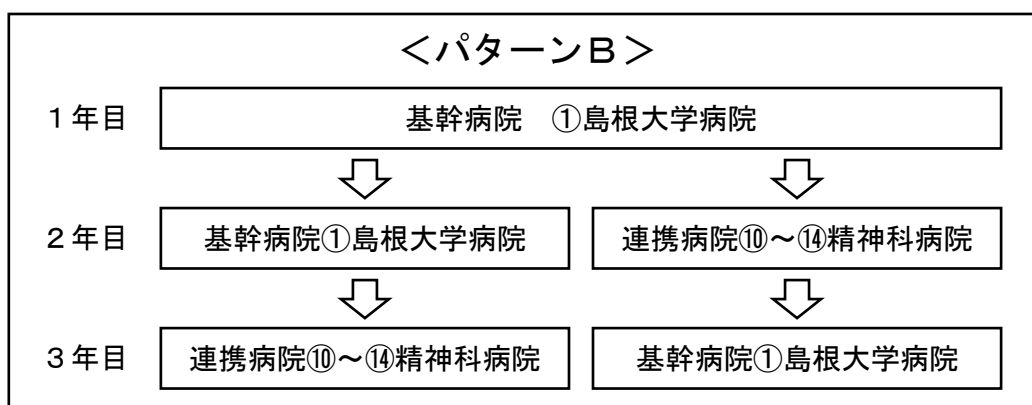 ＜パターンＢ＞
１年目 基幹病院　①島根大学病院
２年目 基幹病院①島根大学病院 連携病院⑩～⑭精神科病院
３年目 連携病院⑩～⑭精神科病院 基幹病院①島根大学病院